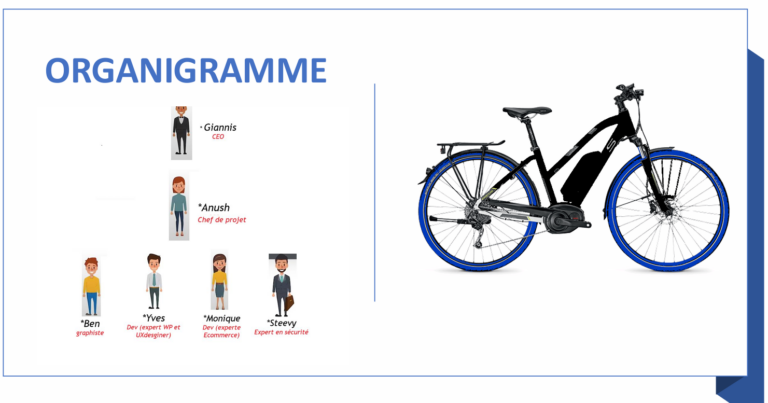 ORGANIGRAMME
· Giannis
CEO
*Anush
Chef de projet
*Ben
graphiste
*Yves
Dev (expert WP et
UXdesginer)
*Monique
Dev (experte
Ecommerce)
*Steevy
Expert en sécurité